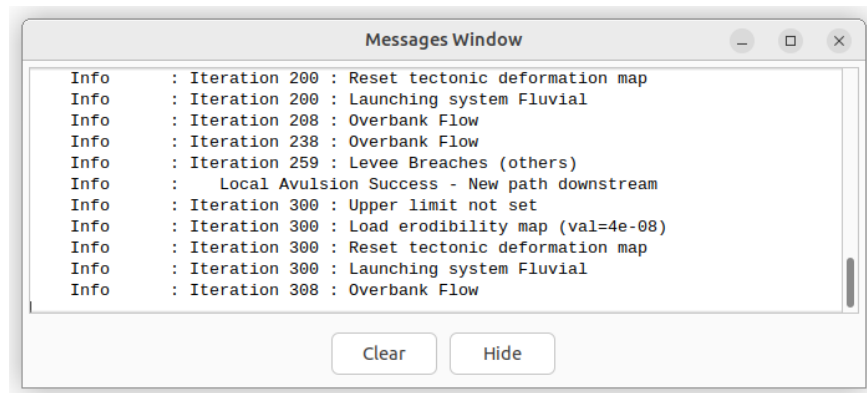 Messages Window
Info : Iteration 200 : Reset tectonic deformation map
Info : Iteration 200 : Launching system Fluvial
Info : Iteration 208 : Overbank Flow
Info : Iteration 238 : Overbank Flow
Info : Iteration 259 : Levee Breaches (others)
Info : Local Avulsion Success - New path downstream
Info : Iteration 300 : Upper limit not set
Info : Iteration 300 : Load erodibility map (val=4e-08)
Info : Iteration 300 : Reset tectonic deformation map
Info : Iteration 300 : Launching system Fluvial
Info : Iteration 308 : Overbank Flow
Clear Hide